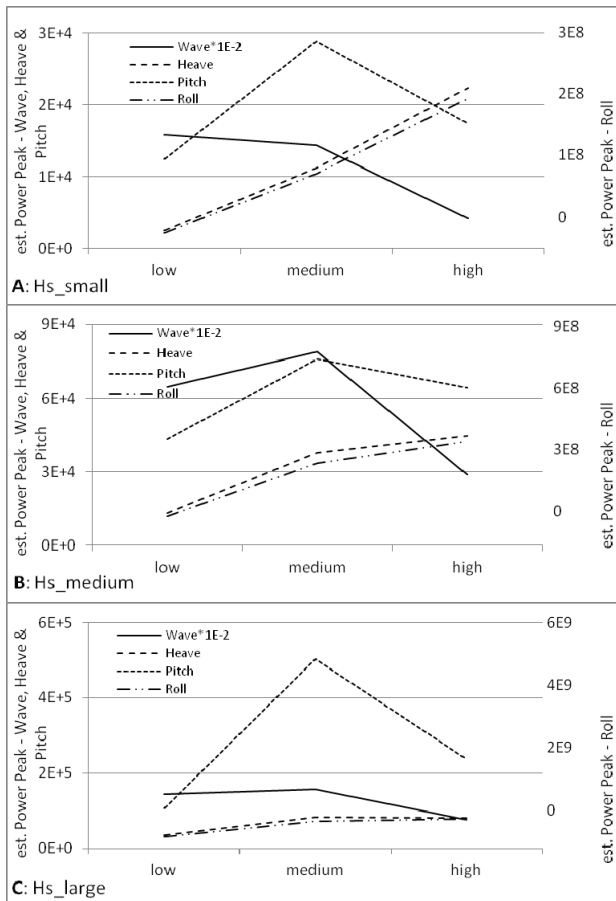 3E+4
2E+4
1E+4
0E+0
est. Power Peak - Wave, Heave &
Pitch
Wave*1E-2
Heave
Pitch
Roll
3E8
2E8
1E8
0
est. Power Peak - Roll
low medium high
A: Hs_small
9E+4
6E+4
3E+4
0E+0
est. Power Peak - Wave, Heave &
Pitch
Wave*1E-2
Heave
Pitch
Roll
9E8
6E8
3E8
0
est. Power Peak - Roll
low medium high
B: Hs_medium
6E+5
4E+5
2E+5
0E+0
est. Power Peak - Wave, Heave &
Pitch
Wave*1E-2
Heave
Pitch
Roll
6E9
4E9
2E9
0
est. Power Peak - Roll
low medium high
C: Hs_large